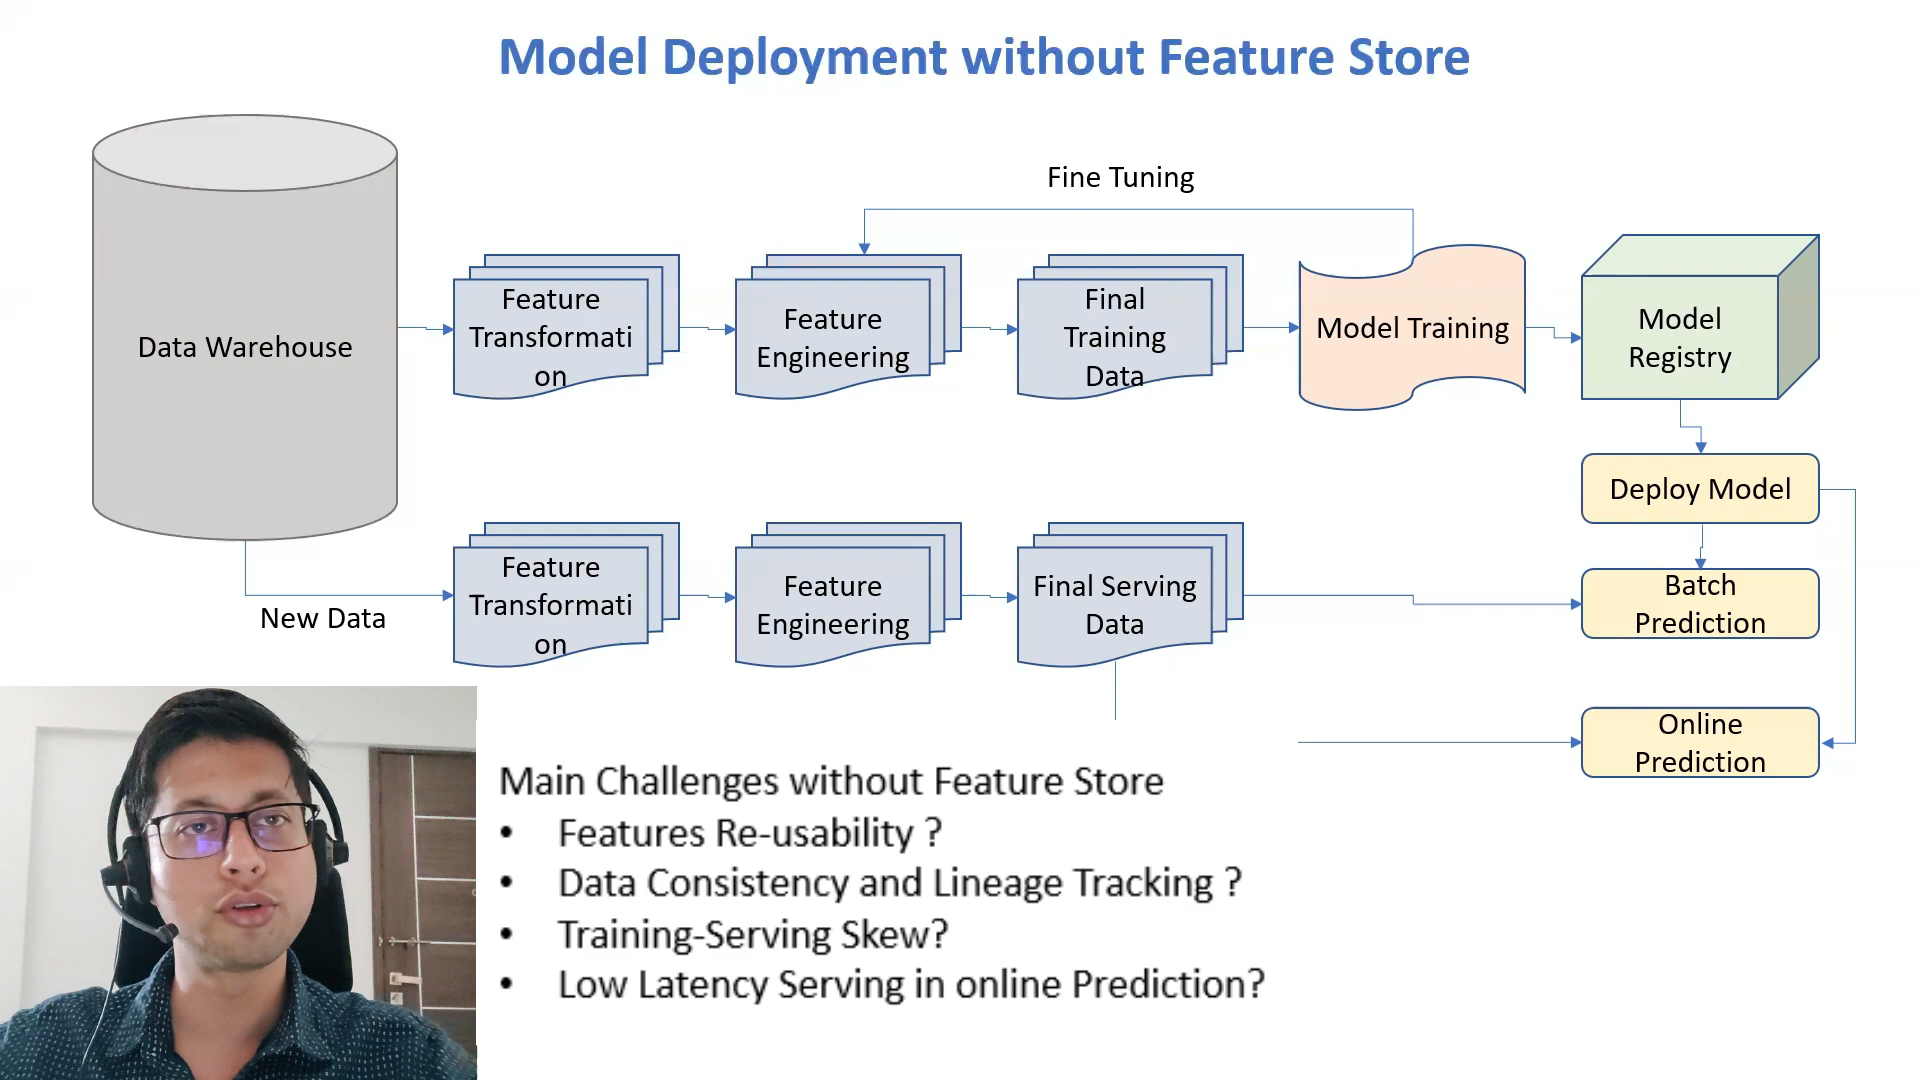 Model Deployment without Feature Store
Fine Tuning
Data Warehouse
Feature
Transformati
on
Feature
Engineering
Final
Training
Data
Model Training
Model
Registry
Deploy Model
New Data
Feature
Transformati
on
Feature
Engineering
Final Serving
Data
Batch
Prediction
Online
Prediction
Main Challenges without Feature Store
• Features Re-usability ?
• Data Consistency and Lineage Tracking ?
• Training-Serving Skew?
• Low Latency Serving in online Prediction?